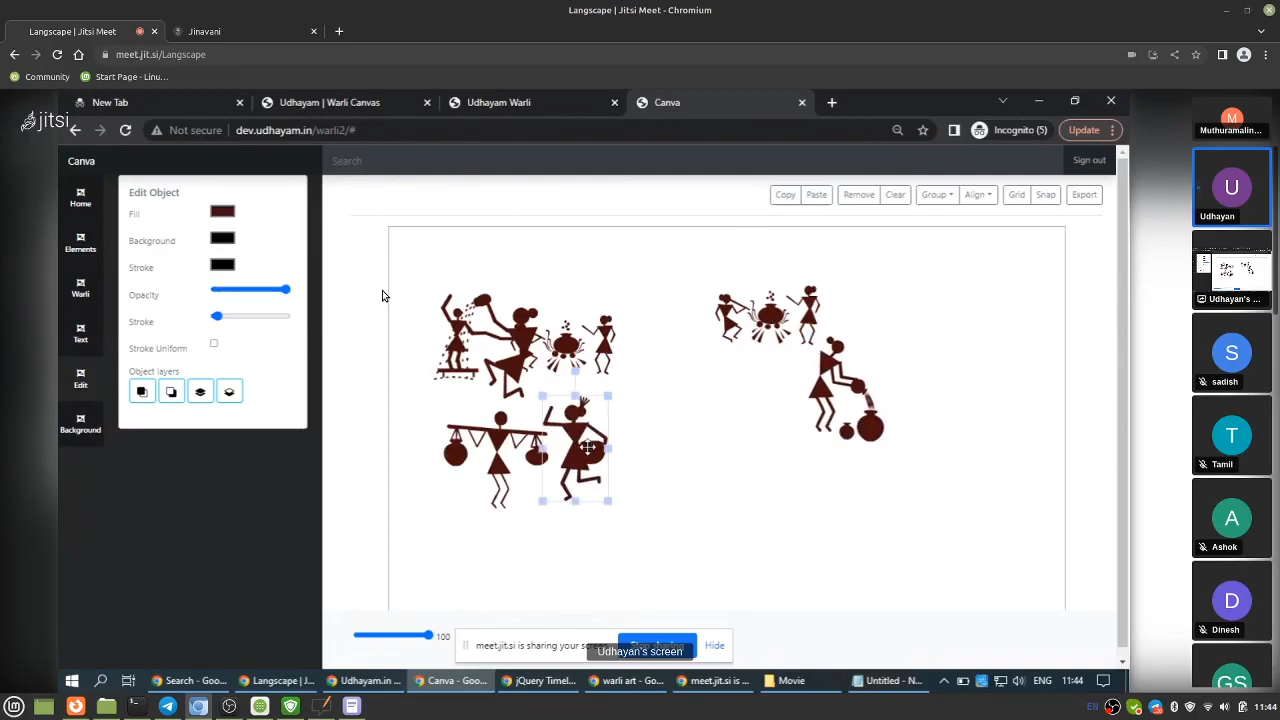 Langscape | Jitsi Meet - Chromium
Langscape | Jitsi Meet
Jinavani
meet.jit.si/Langscape
Community
Start Page - Linu...
jitsi
New Tab
Udhayam | Warli Canvas
Udhayam Warli
Canva
Not secure
dev.udhayam.in/warli2/#
Incognito (5)
Update
Canva
Search
Sign out
Home
Elements
Warli
Text
Edit
Background
Edit Object
Fill
Background
Stroke
Opacity
Stroke
Stroke Uniform
Object layers
Copy
Paste
Remove
Clear
Group
Align
Grid
Snap
Export
100
meet.jit.si is sharing your screen
Hide
Udhayan's screen
Search - Goo...
Langscape | J...
Udhayam.in ...
Canva - Goo...
jQuery Timel...
warli art - Go...
meet.jit.si is ...
Movie
Untitled - N...
ENG
11:44
M
Muthuramalin...
U
Udhayan
Udhayan's ...
S
sadish
T
Tamil
A
Ashok
D
Dinesh
GS
EN
11:44